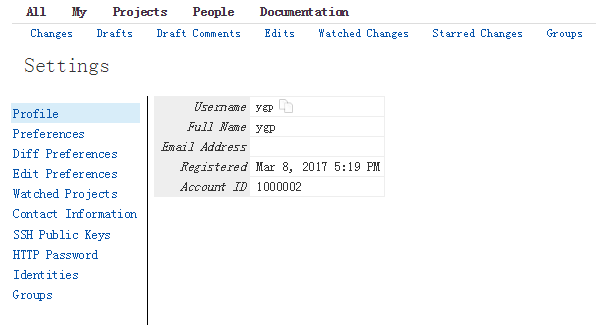 All My Projects People Documentation
Changes Drafts Draft Comments Edits Watched Changes Starred Changes Groups
Settings
Profile
Preferences
Diff Preferences
Edit Preferences
Watched Projects
Contact Information
SSH Public Keys
HTTP Password
Identities
Groups
Username ygp
Full Name ygp
Email Address
Registered Mar 8, 2017 5:19 PM
Account ID 1000002